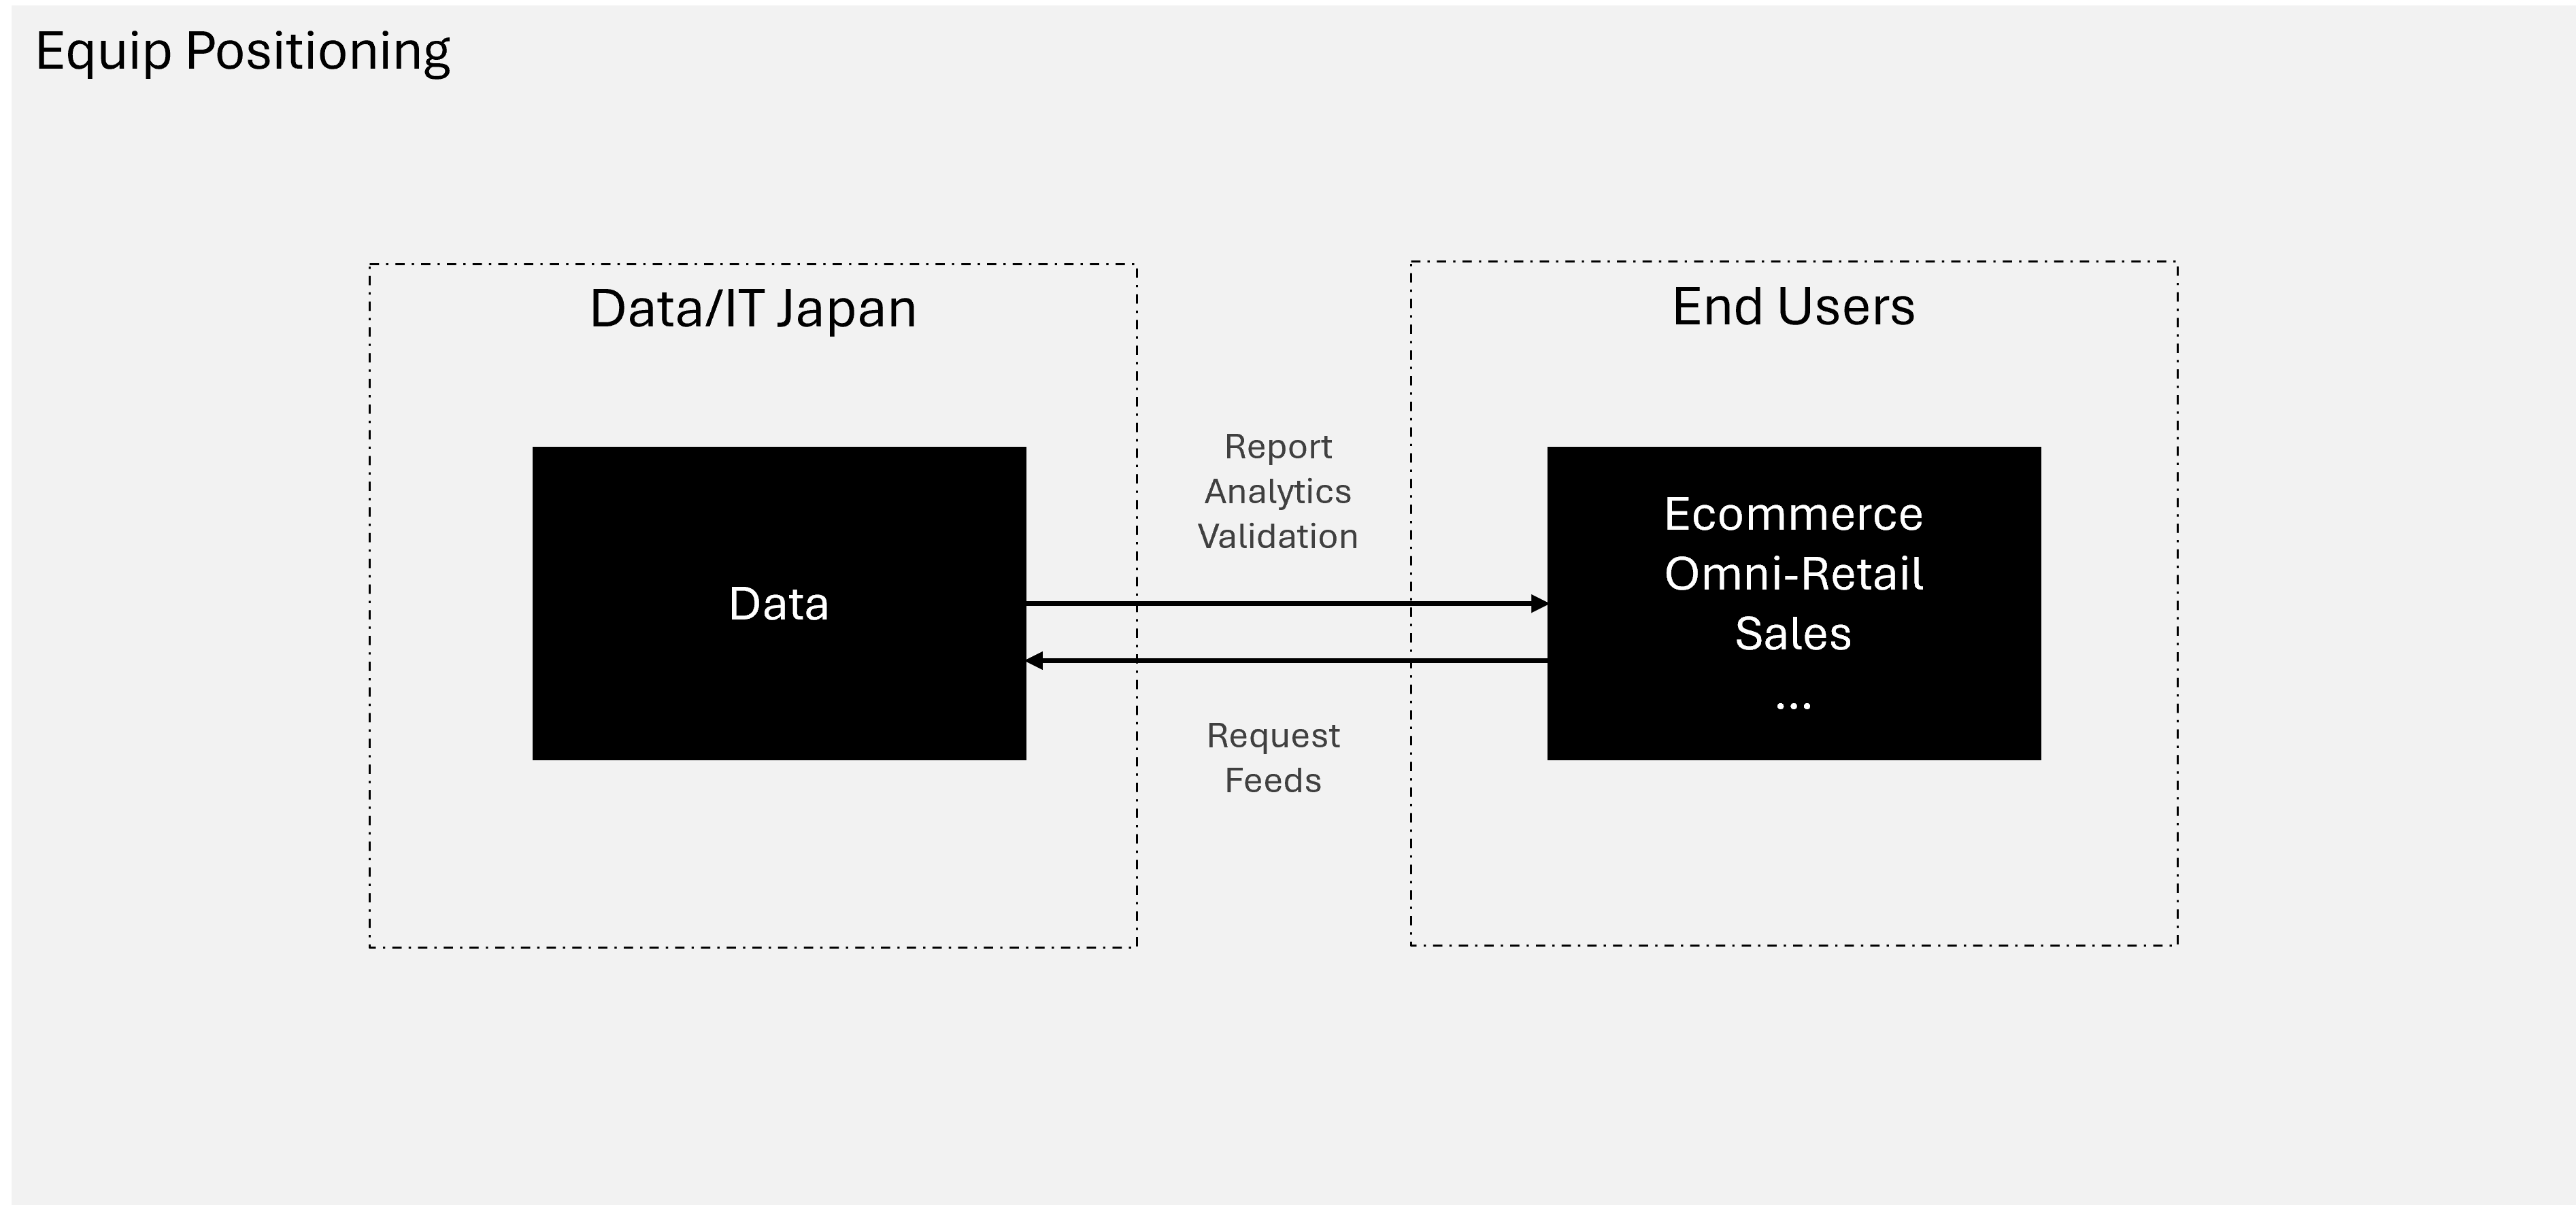 Equip Positioning
Data/IT Japan
End Users
Report
Analytics
Validation
Data
Ecommerce
Omni-Retail
Sales
...
Request
Feeds